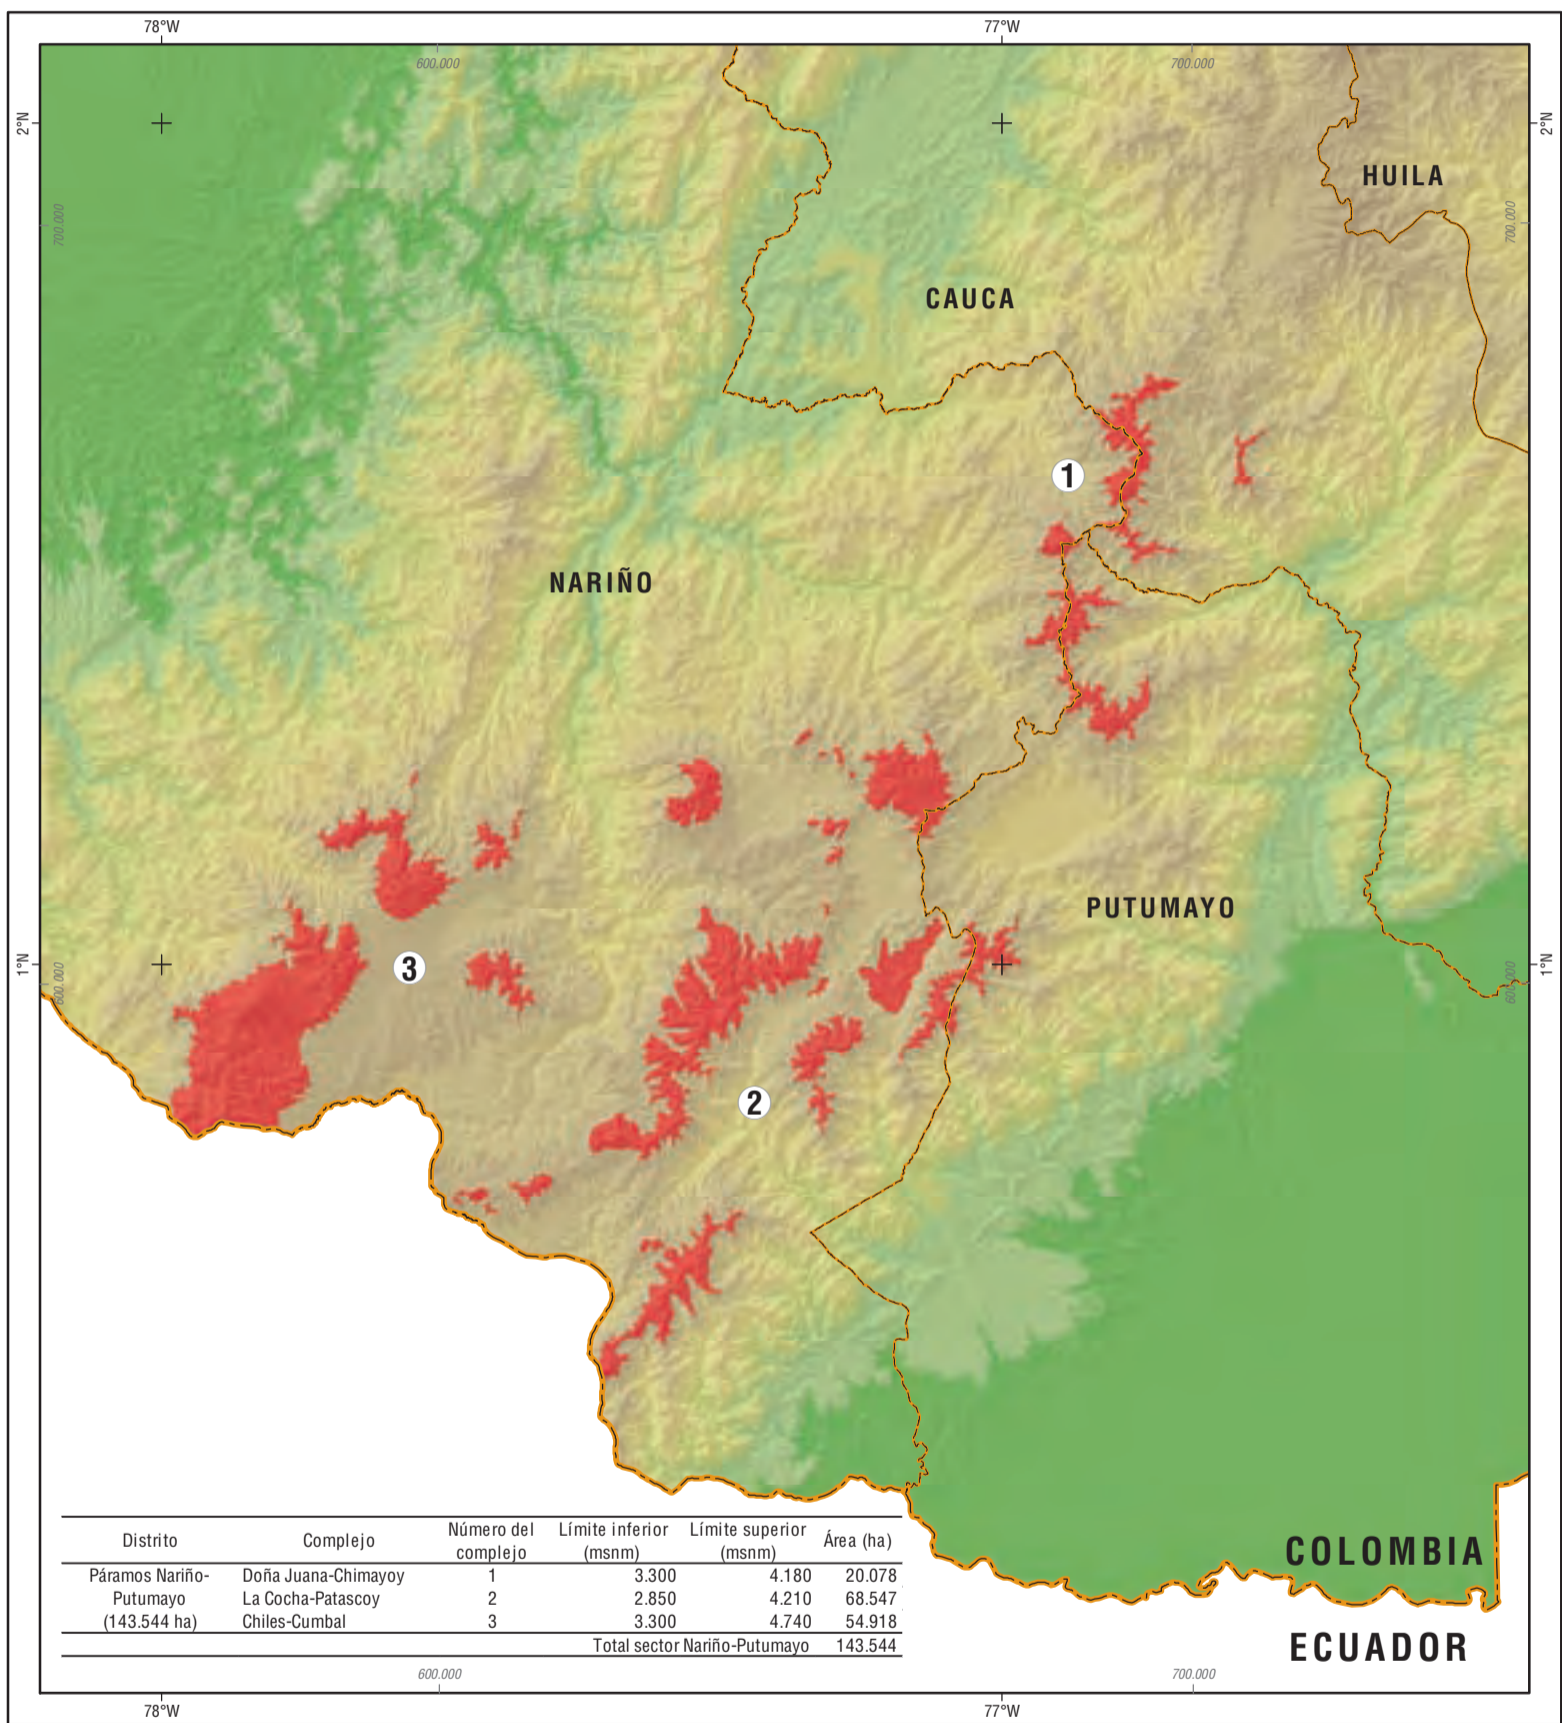 78°W 77°W
600.000 700.000
2°N 2°N
HUILA
700.000 700.000
CAUCA
1
NARIÑO
PUTUMAYO
3
1°N 1°N
600.000 600.000
2
Distrito Complejo Número del complejo Límite inferior (msnm) Límite superior (msnm) Área (ha)
Páramos Nariño- Doña Juana-Chimayoy 1 3.300 4.180 20.078
Putumayo La Cocha-Patascoy 2 2.850 4.210 68.547
(143.544 ha) Chiles-Cumbal 3 3.300 4.740 54.918
Total sector Nariño-Putumayo 143.544
COLOMBIA
ECUADOR
600.000 700.000
78°W 77°W